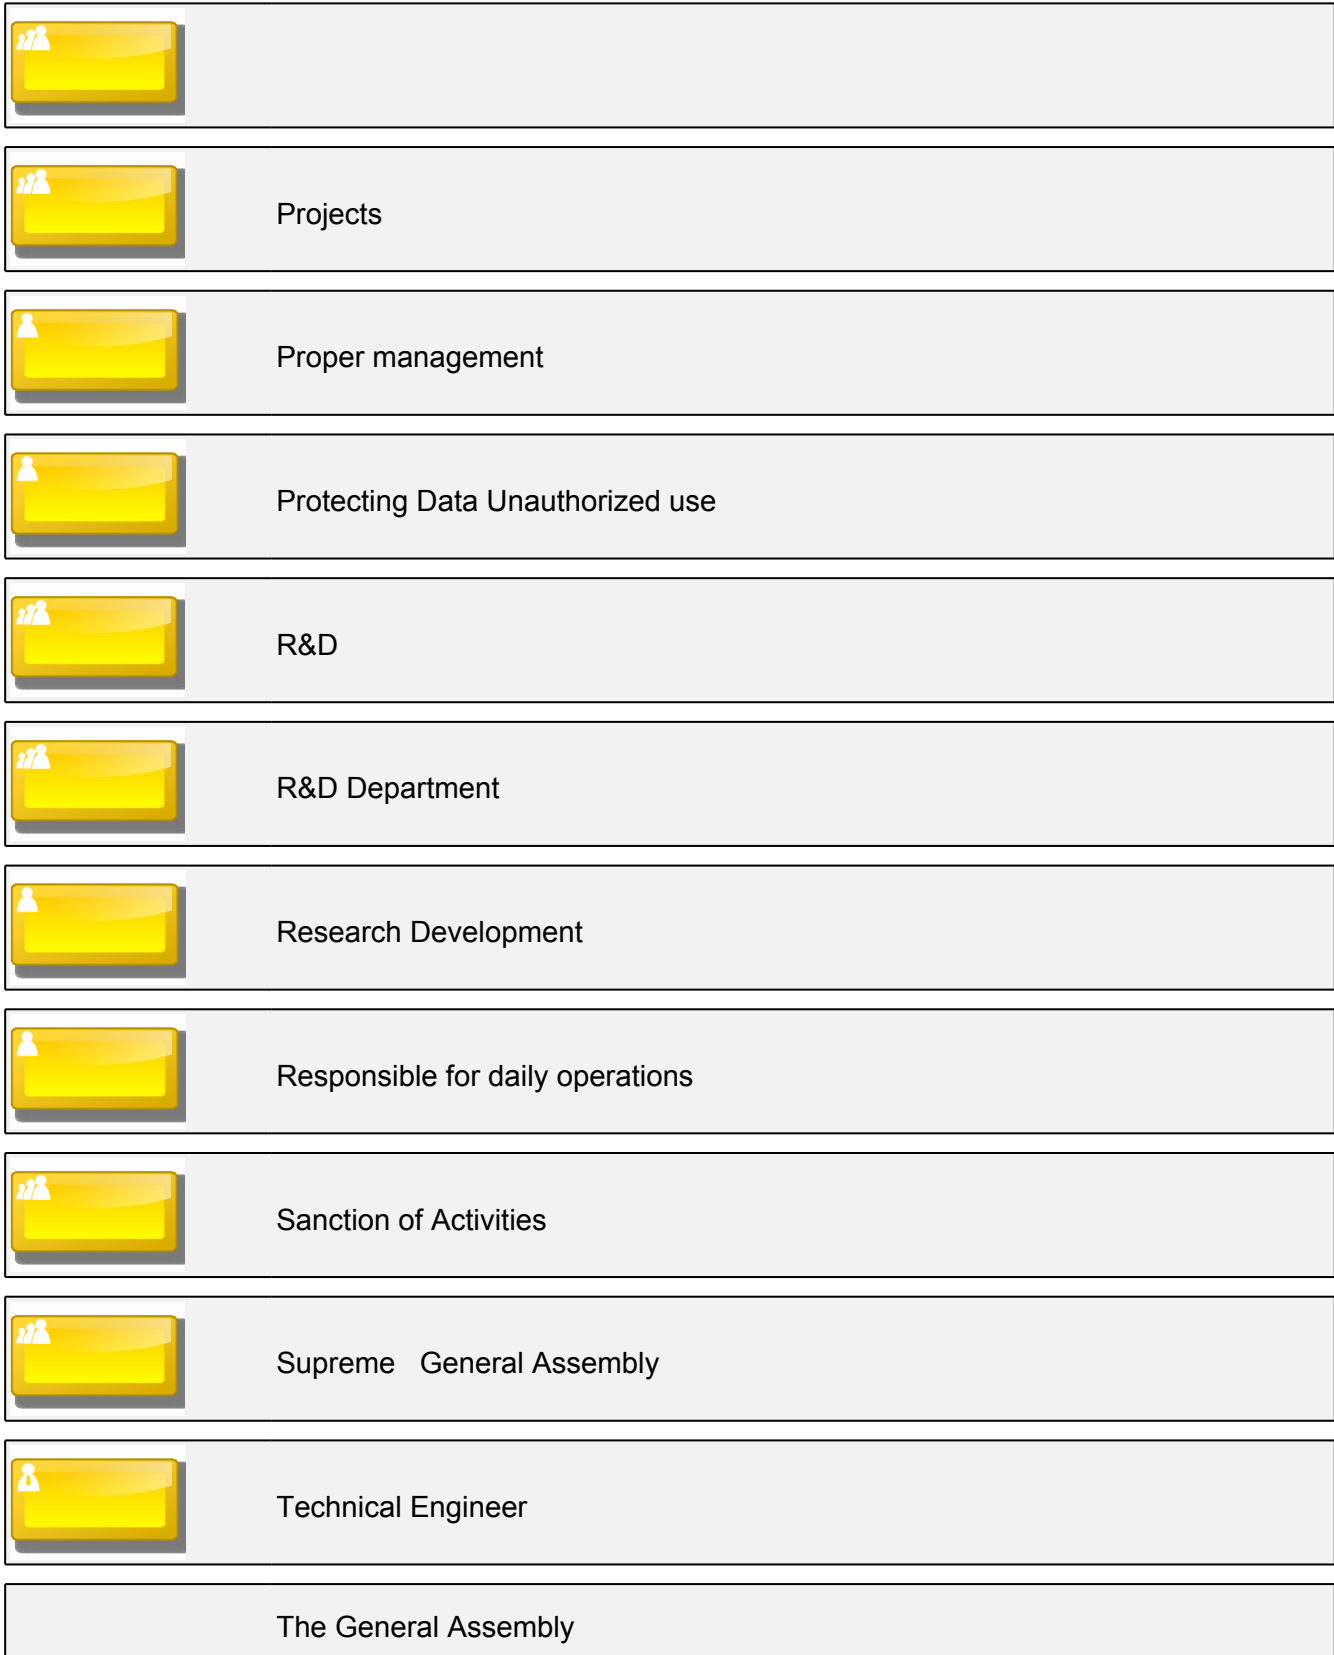 Projects
Proper management
Protecting Data Unauthorized use
R&D
R&D Department
Research Development
Responsible for daily operations
Sanction of Activities
Supreme   General Assembly
Technical Engineer
The General Assembly